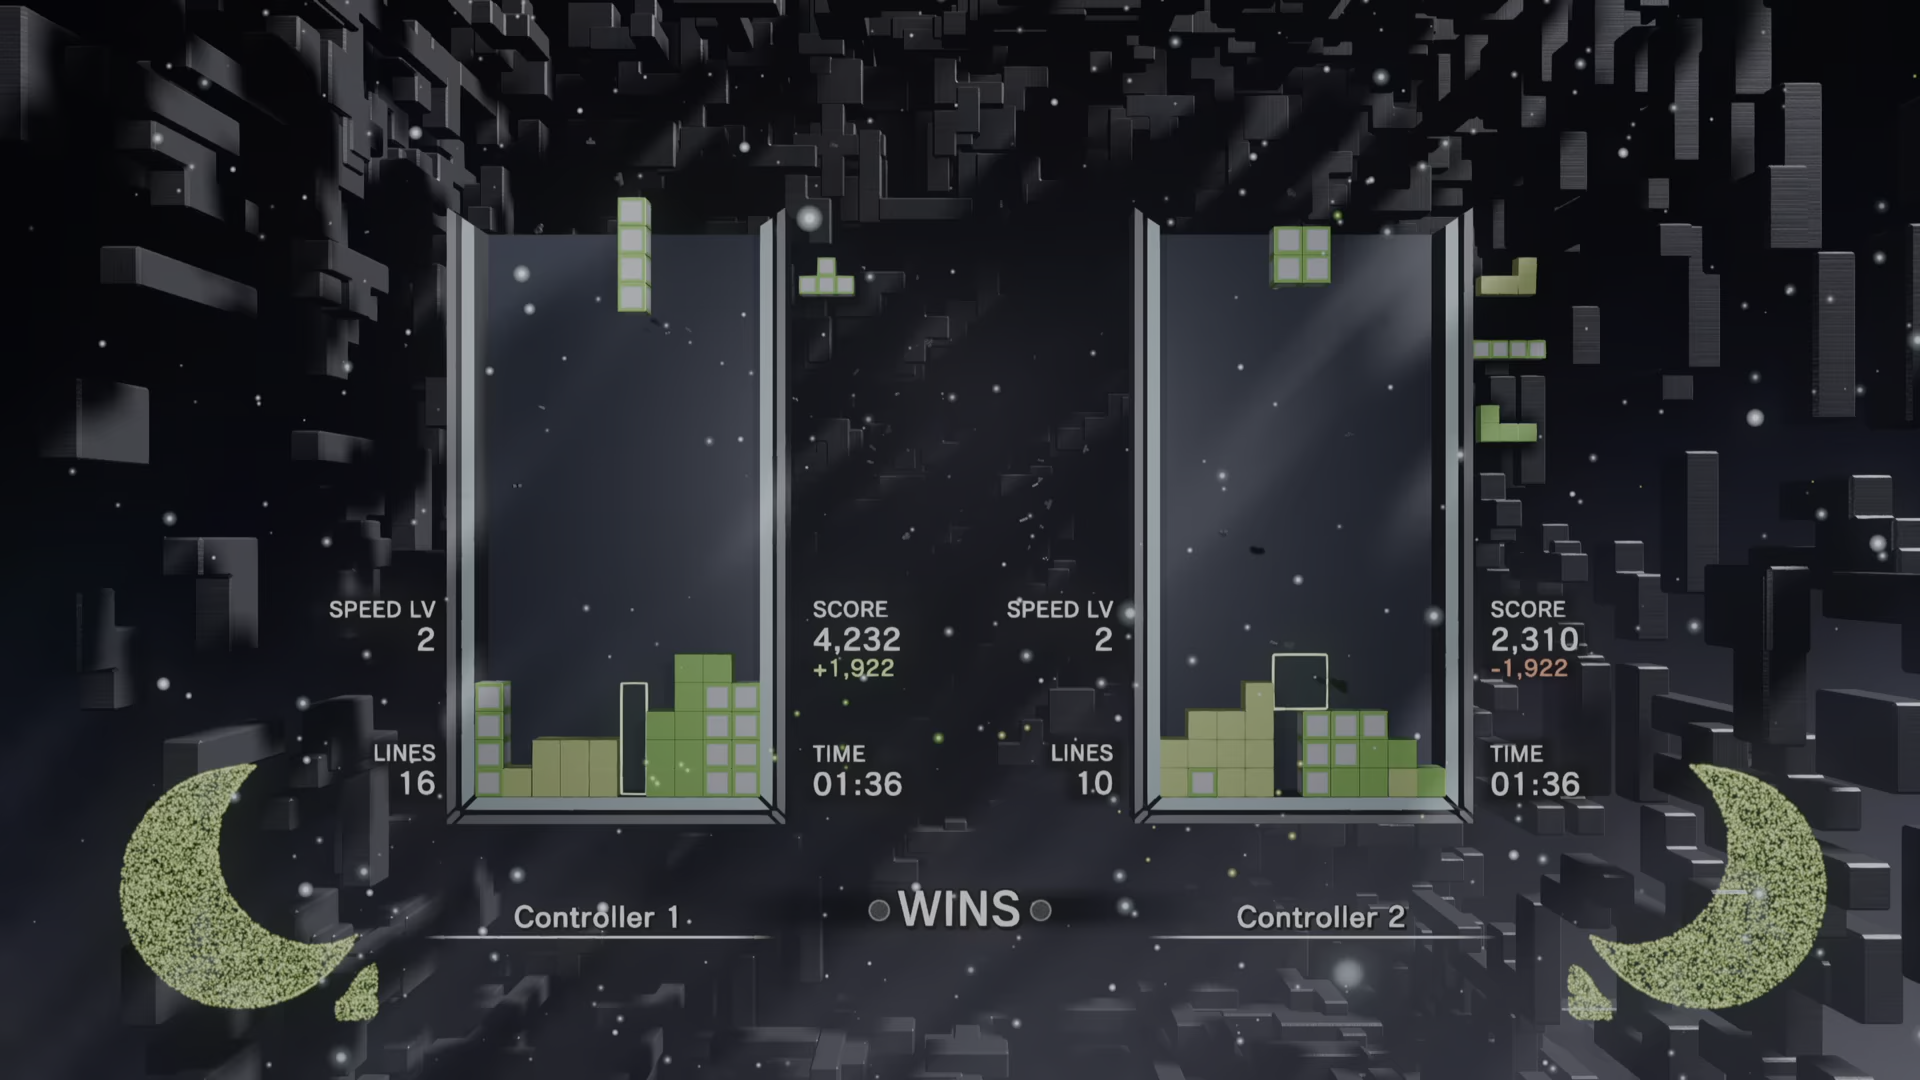 SPEED LV
2
LINES
16
SCORE
4,232
+1,922
TIME
01:36
SPEED LV
2
LINES
10
SCORE
2,310
-1,922
TIME
01:36
Controller 1
WINS
Controller 2